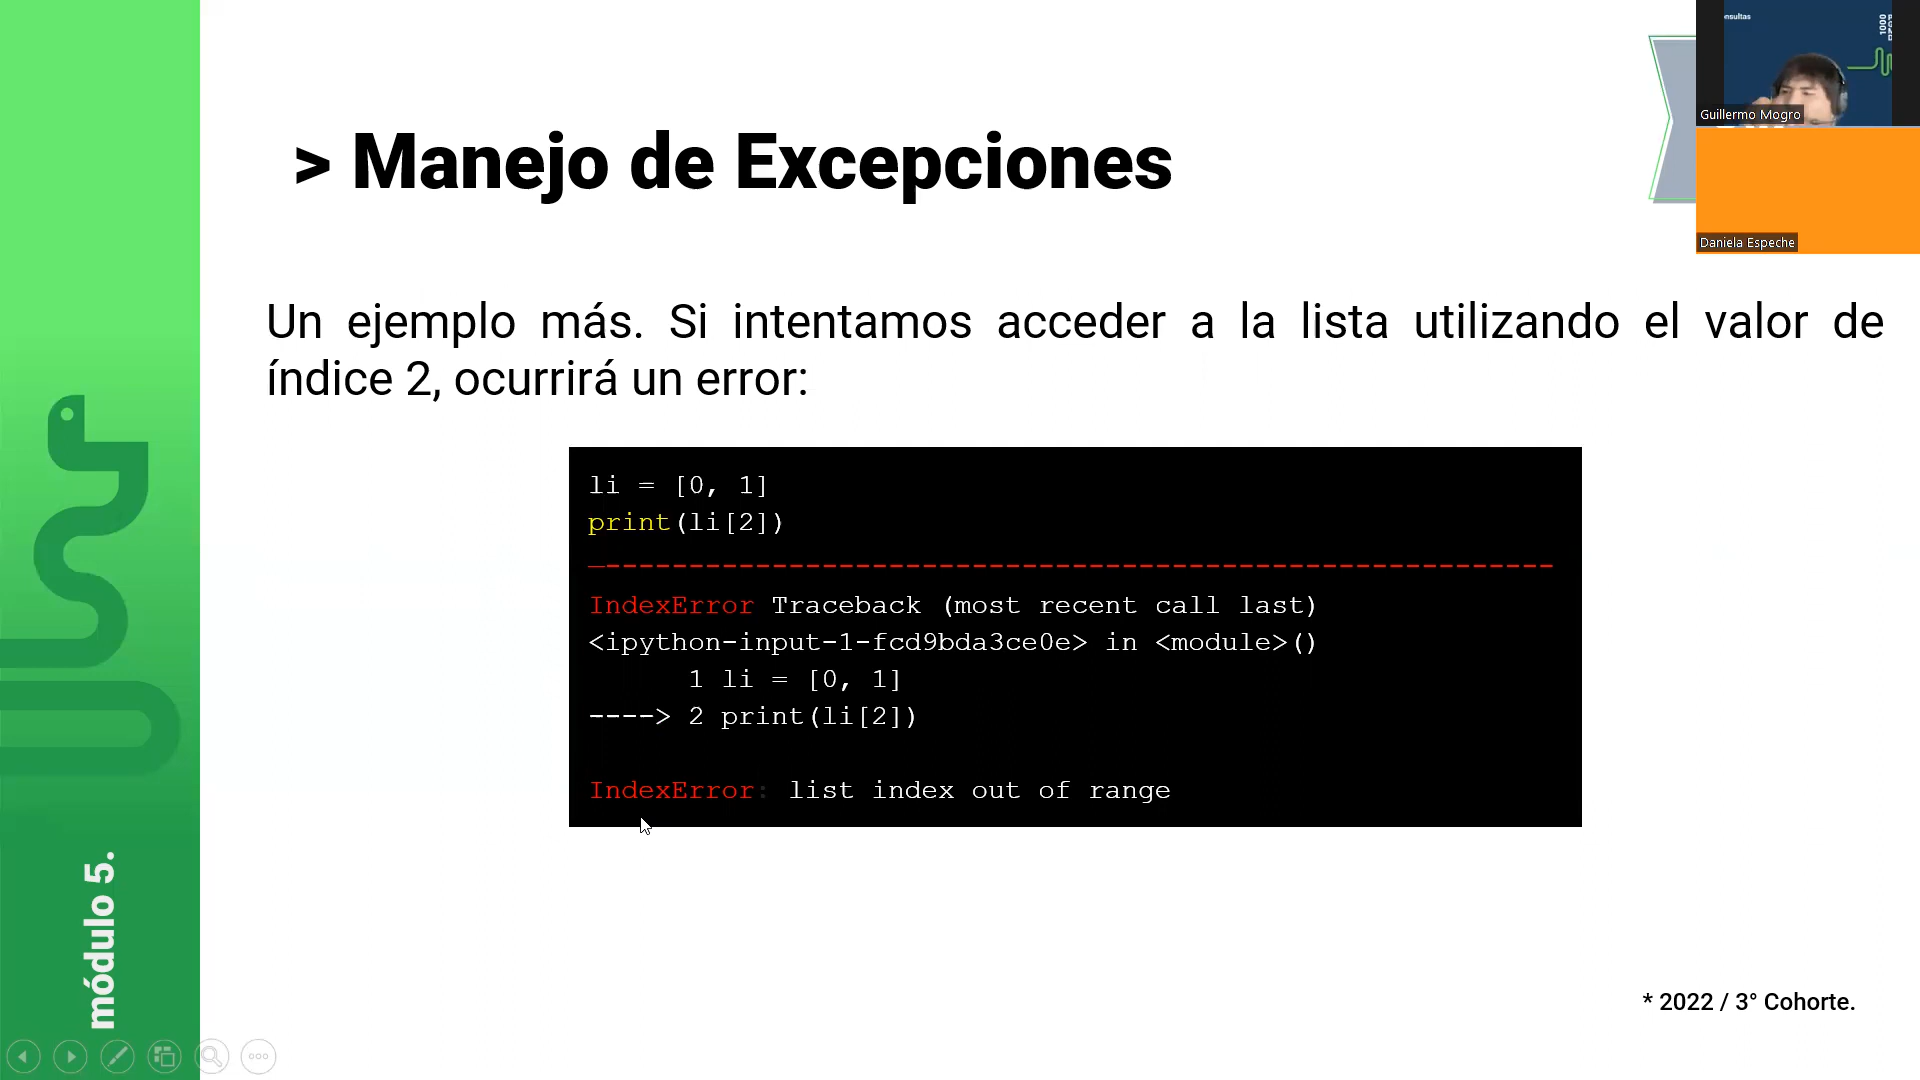 > Manejo de Excepciones
Un ejemplo más. Si intentamos acceder a la lista utilizando el valor de
índice 2, ocurrirá un error:
li = [0, 1]
print(li[2])
—---------------------------------------------------------
IndexError Traceback (most recent call last)
<ipython-input-1-fcd9bda3ce0e> in <module>()
      1 li = [0, 1]
----> 2 print(li[2])
IndexError: list index out of range
módulo 5.
* 2022 / 3° Cohorte.
nsultas
1000
Guillermo Mogro
Daniela Espeche